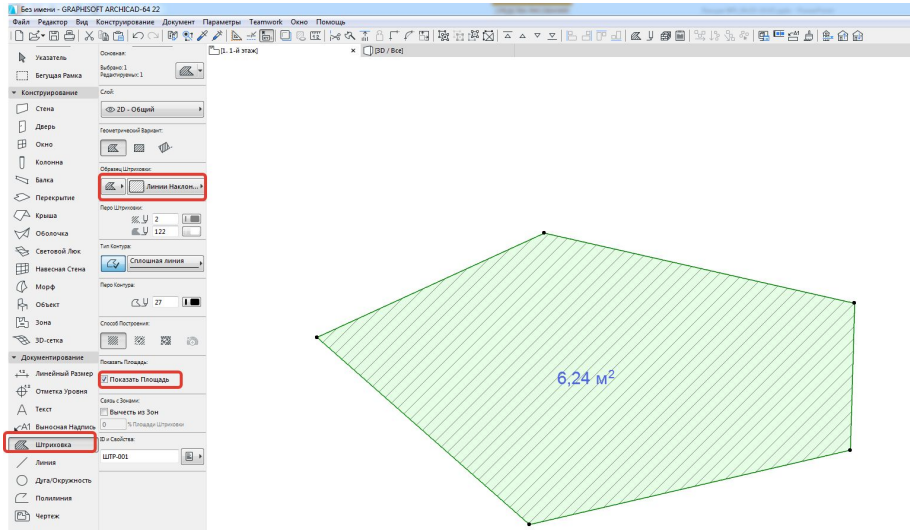 Без имени - GRAPHISOFT ARCHICAD-64 22
Файл Редактор Вид Конструирование Документ Параметры Teamwork Окно Помощь
[1. 1-й этаж]
[3D / Все]
Указатель
Бегущая Рамка
Конструирование
Стена
Дверь
Окно
Колонна
Балка
Перекрытие
Крыша
Оболочка
Световой Люк
Навесная Стена
Морф
Объект
Зона
3D-сетка
Документирование
Линейный Размер
Отметка Уровня
Текст
Выносная Надпись
Штриховка
Линия
Дуга/Окружность
Полилиния
Чертеж
Основная:
Выбрано: 1
Редактируемых: 1
Слой:
2D - Общий
Геометрический Вариант:
Образец Штриховки:
Линии Наклон...
Перо Штриховки:
2
122
Тип Контура:
Сплошная линия
Перо Контура:
27
Способ Построения:
Показать Площадь:
Показать Площадь
Связь с Зонами:
Вычесть из Зон
0 % Площади Штриховки
ID и Свойства:
ШТР-001
6,24 м²